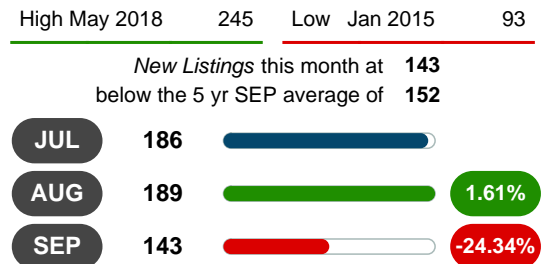 High May 2018 245 Low Jan 2015 93
New Listings this month at 143
below the 5 yr SEP average of 152
JUL 186
AUG 189 1.61%
SEP 143 -24.34%